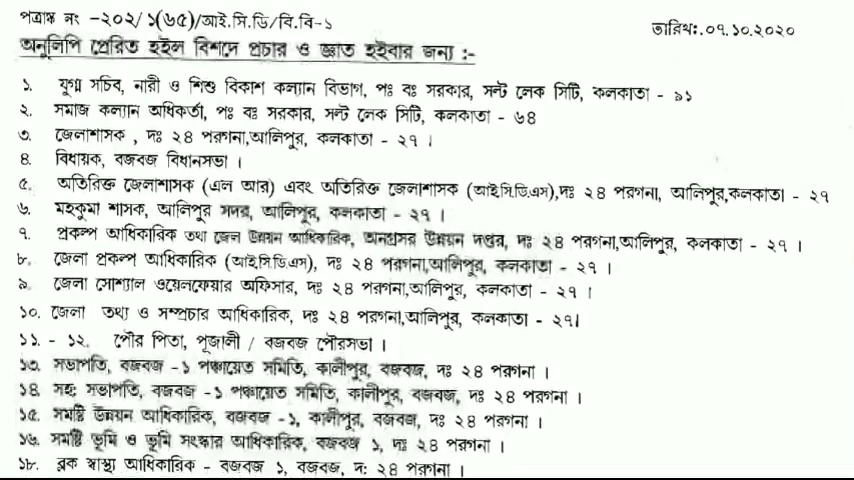 পত্রাঙ্ক নং -২০২/ ১(৬৫)/আই.সি.ডি/বি.বি-১
তারিখ:.০৭.১০.২০২০
অনুলিপি প্রেরিত হইল বিশদে প্রচার ও জ্ঞাত হইবার জন্য :-
১. যুগ্ম সচিব, নারী ও শিশু বিকাশ কল্যান বিভাগ, পঃ বঃ সরকার, সল্ট লেক সিটি, কলকাতা - ৯১
২. সমাজ কল্যান অধিকর্তা, পঃ বঃ সরকার, সল্ট লেক সিটি, কলকাতা - ৬৪
৩. জেলাশাসক , দঃ ২৪ পরগনা,আলিপুর, কলকাতা - ২৭ ।
৪. বিধায়ক, বজবজ বিধানসভা ।
৫. অতিরিক্ত জেলাশাসক (এল আর) এবং অতিরিক্ত জেলাশাসক (আই.সি.ডি.এস),দঃ ২৪ পরগনা, আলিপুর,কলকাতা - ২৭
৬. মহকুমা শাসক, আলিপুর সদর, আলিপুর, কলকাতা - ২৭ ।
৭. প্রকল্প আধিকারিক তথা জেলা উন্নয়ন আধিকারিক, অনগ্রসর উন্নয়ন দপ্তর, দঃ ২৪ পরগনা,আলিপুর, কলকাতা - ২৭ ।
৮. জেলা প্রকল্প আধিকারিক (আই.সি.ডি.এস), দঃ ২৪ পরগনা,আলিপুর, কলকাতা - ২৭ ।
৯. জেলা সোশ্যাল ওয়েলফেয়ার অফিসার, দঃ ২৪ পরগনা,আলিপুর, কলকাতা - ২৭ ।
১০. জেলা তথ্য ও সম্প্রচার আধিকারিক, দঃ ২৪ পরগনা,আলিপুর, কলকাতা - ২৭।
১১. - ১২. পৌর পিতা, পূজালী / বজবজ পৌরসভা ।
১৩. সভাপতি, বজবজ -১ পঞ্চায়েত সমিতি, কালীপুর, বজবজ, দঃ ২৪ পরগনা ।
১৪. সহ: সভাপতি, বজবজ -১ পঞ্চায়েত সমিতি, কালীপুর, বজবজ, দঃ ২৪ পরগনা ।
১৫. সমষ্টি উন্নয়ন আধিকারিক, বজবজ -১, কালীপুর, বজবজ, দঃ ২৪ পরগনা ।
১৬. সমষ্টি ভূমি ও ভূমি সংস্কার আধিকারিক, বজবজ ১, দঃ ২৪ পরগনা ।
১৮. ব্লক স্বাস্থ্য আধিকারিক - বজবজ ১, বজবজ, দ: ২৪ পরগনা ।